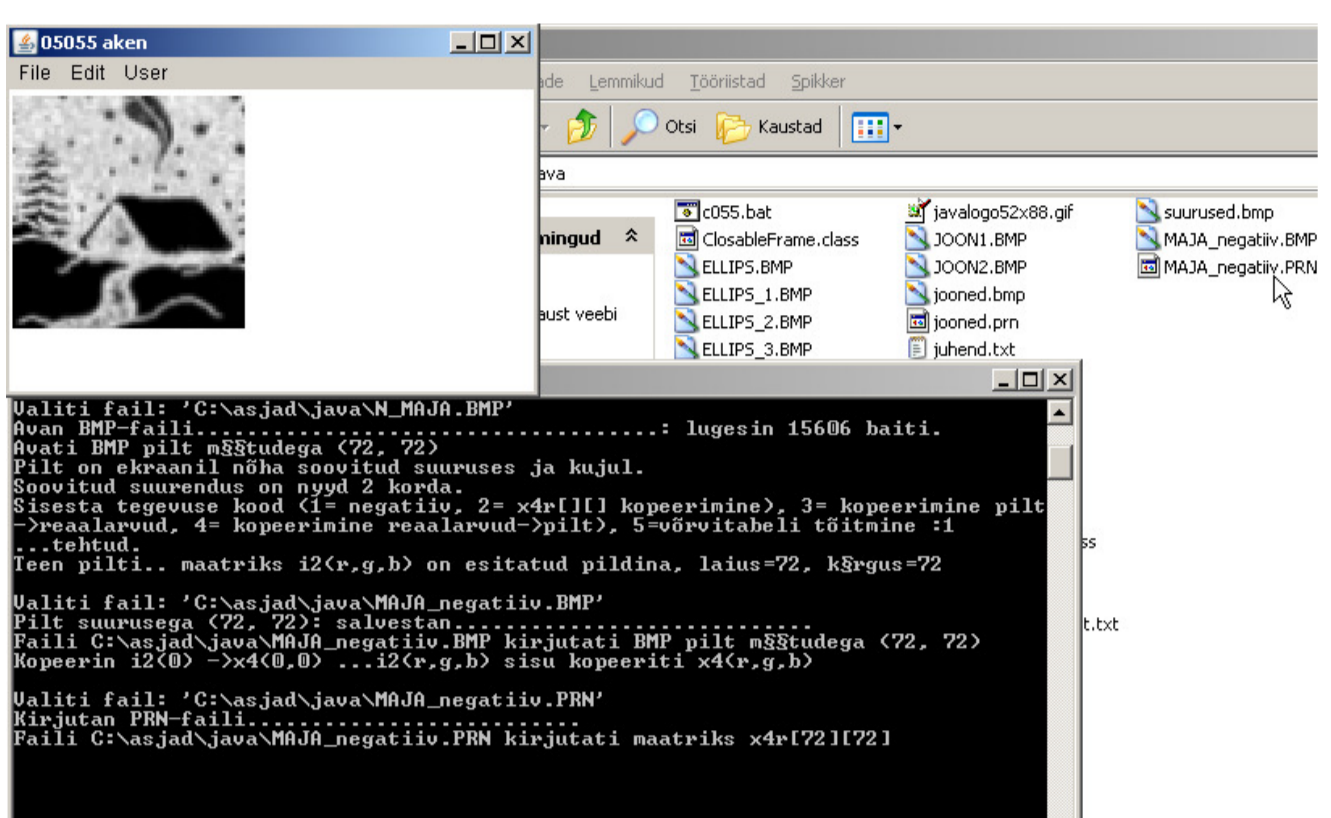 05055 aken
File Edit User
Lemmikud Tööriistad Spikker
Otsi Kaustad
c055.bat javalogo52x88.gif suurused.bmp
ClosableFrame.class JOON1.BMP MAJA_negatiiv.BMP
ELLIPS.BMP JOON2.BMP MAJA_negatiiv.PRN
ELLIPS_1.BMP jooned.bmp
aust veebi
ELLIPS_2.BMP jooned.prn
ELLIPS_3.BMP juhend.txt
Valiti fail: 'C:\asjad\java\N_MAJA.BMP'
Avan BMP-faili.....................................: lugesin 15606 baiti.
Avati BMP pilt m§§tudega (72, 72)
Pilt on ekraanil nõha soovitud suuruses ja kujul.
Soovitud suurendus on nyyd 2 korda.
Sisesta tegevuse kood (1= negatiiv, 2= x4r[][] kopeerimine), 3= kopeerimine pilt
->reaalarvud, 4= kopeerimine reaalarvud->pilt), 5=võrvitabeli tõitmine :1
...tehtud.
Teen pilti.. maatriks i2(r,g,b) on esitatud pildina, laius=72, k§rgus=72
Valiti fail: 'C:\asjad\java\MAJA_negatiiv.BMP'
Pilt suurusega (72, 72): salvestan............................
Faili C:\asjad\java\MAJA_negatiiv.BMP kirjutati BMP pilt m§§tudega (72, 72)
Kopeerin i2(0) ->x4(0,0) ...i2(r,g,b) sisu kopeeriti x4(r,g,b)
Valiti fail: 'C:\asjad\java\MAJA_negatiiv.PRN'
Kirjutan PRN-faili...........................
Faili C:\asjad\java\MAJA_negatiiv.PRN kirjutati maatriks x4r[72][72]